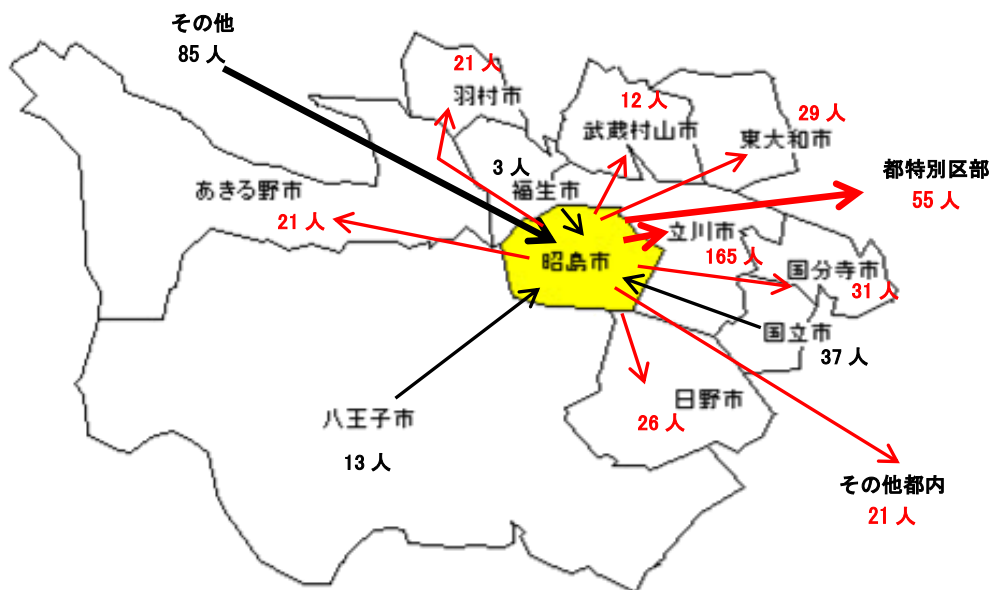 その他
85 人
21 人
羽村市
12 人
武蔵村山市
29 人
東大和市
3 人
福生市
都特別区部
55 人
あきる野市
21 人
立川市
165 人
昭島市
国分寺市
31 人
国立市
37 人
八王子市
13 人
日野市
26 人
その他都内
21 人